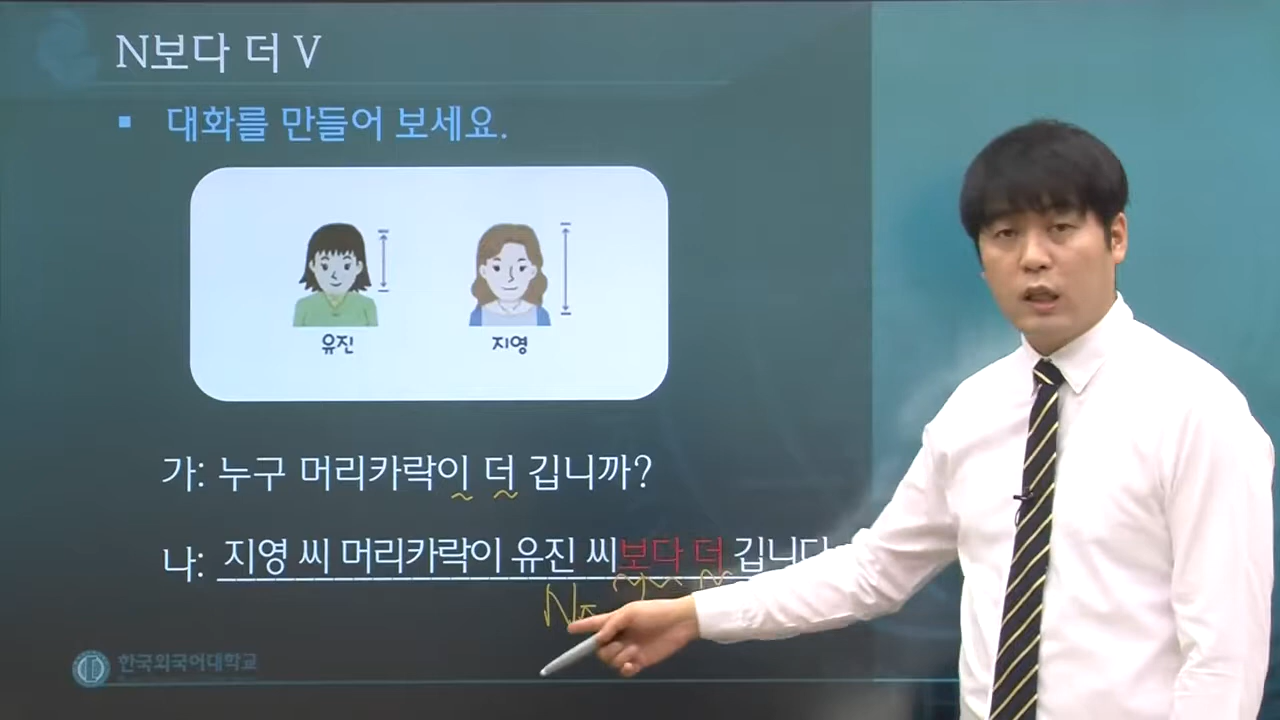 N보다 더 V
▪ 대화를 만들어 보세요.
유진 지영
가: 누구 머리카락이 더 깁니까?
나: 지영 씨 머리카락이 유진 씨보다 더 깁니다
한국외국어대학교